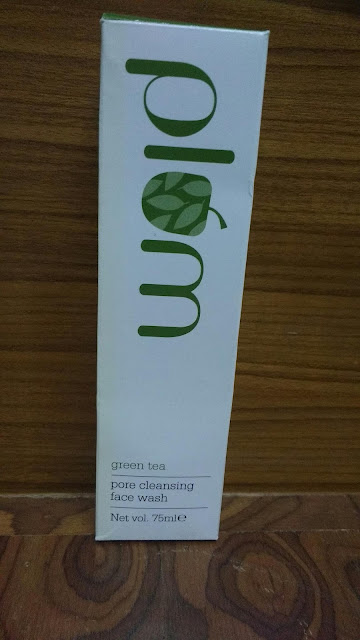 plum
green tea
pore cleansing
face wash
Net vol. 75ml℮